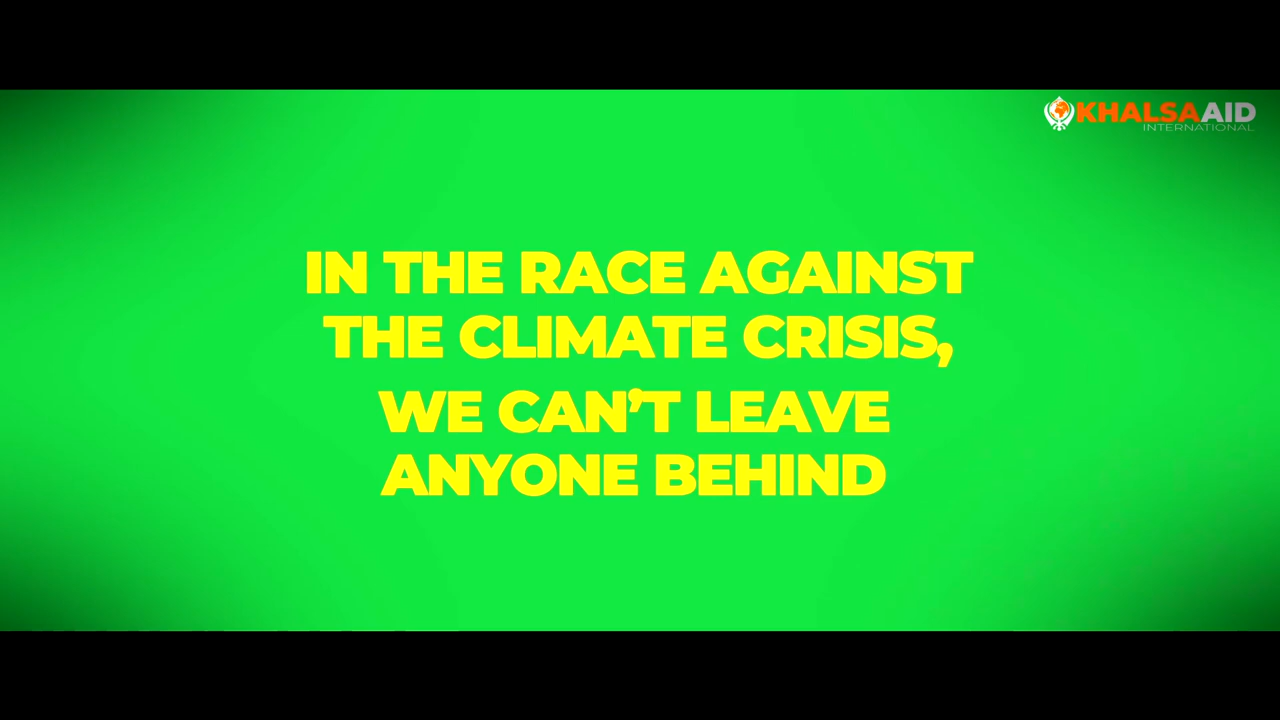 KHALSAAID
INTERNATIONAL
IN THE RACE AGAINST
THE CLIMATE CRISIS,
WE CAN’T LEAVE
ANYONE BEHIND